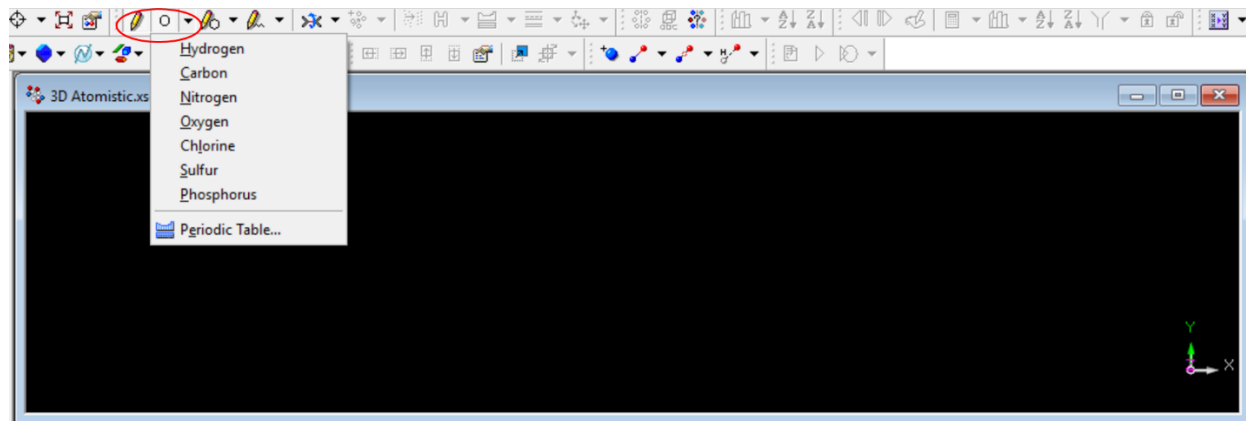 O
Hydrogen
Carbon
Nitrogen
Oxygen
Chlorine
Sulfur
Phosphorus
Periodic Table...
3D Atomistic.xs
Y
X